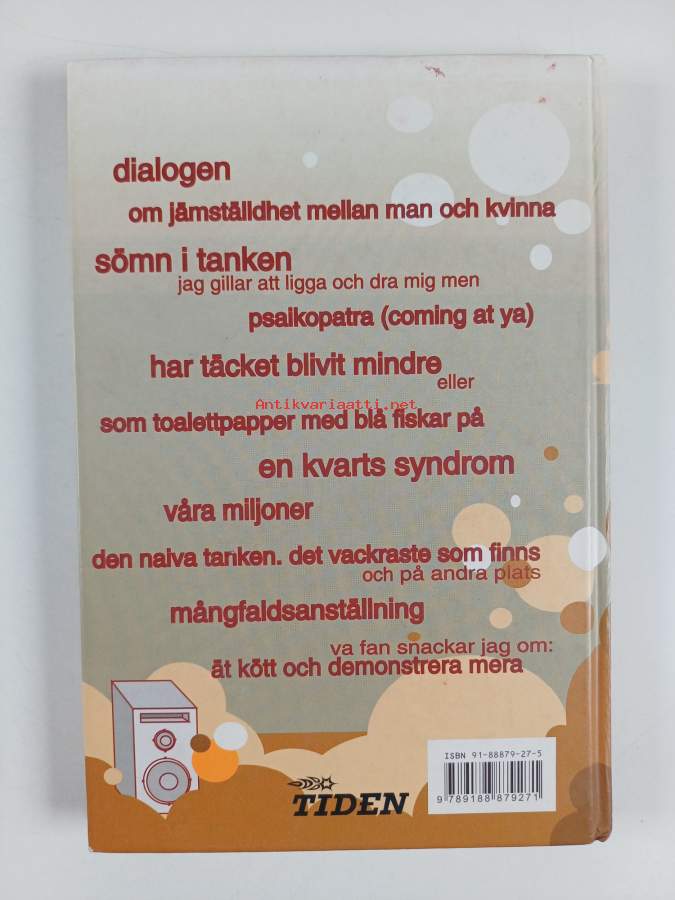 dialogen
om jämställdhet mellan man och kvinna
sömn i tanken
jag gillar att ligga och dra mig men
psaikopatra (coming at ya)
har täcket blivit mindre
eller
Antikvariaatti.net
som toalettpapper med blå fiskar på
en kvarts syndrom
våra miljoner
den naiva tanken. det vackraste som finns
och på andra plats
mångfaldsanställning
va fan snackar jag om:
ät kött och demonstrera mera
ISBN 91-88879-27-5
9 789188 879271
TIDEN